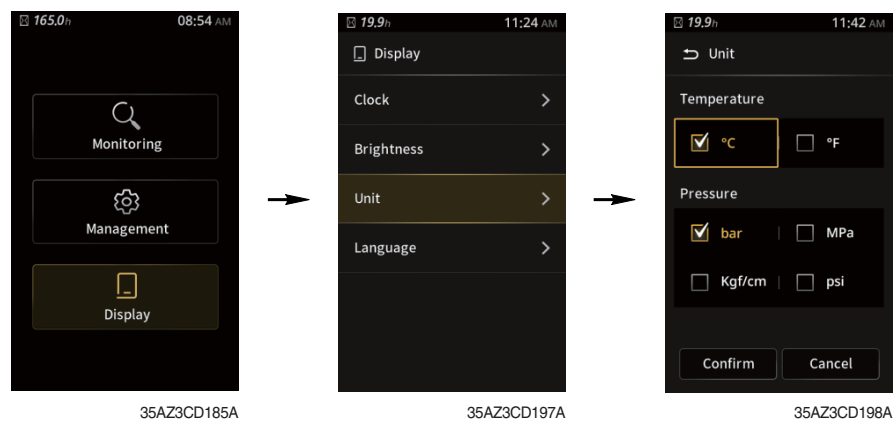 165.0h 08:54 AM
Monitoring
Management
Display
35AZ3CD185A
19.9h 11:24 AM
Display
Clock
Brightness
Unit
Language
35AZ3CD197A
19.9h 11:42 AM
Unit
Temperature
°C °F
Pressure
bar MPa
Kgf/cm psi
Confirm Cancel
35AZ3CD198A